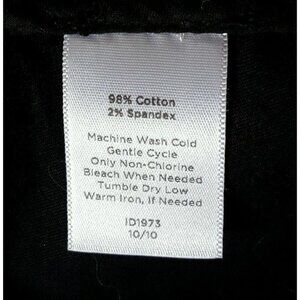 98% Cotton
2% Spandex
Machine Wash Cold
Gentle Cycle
Only Non-Chlorine
Bleach When Needed
Tumble Dry Low
Warm Iron, If Needed
ID1973
10/10